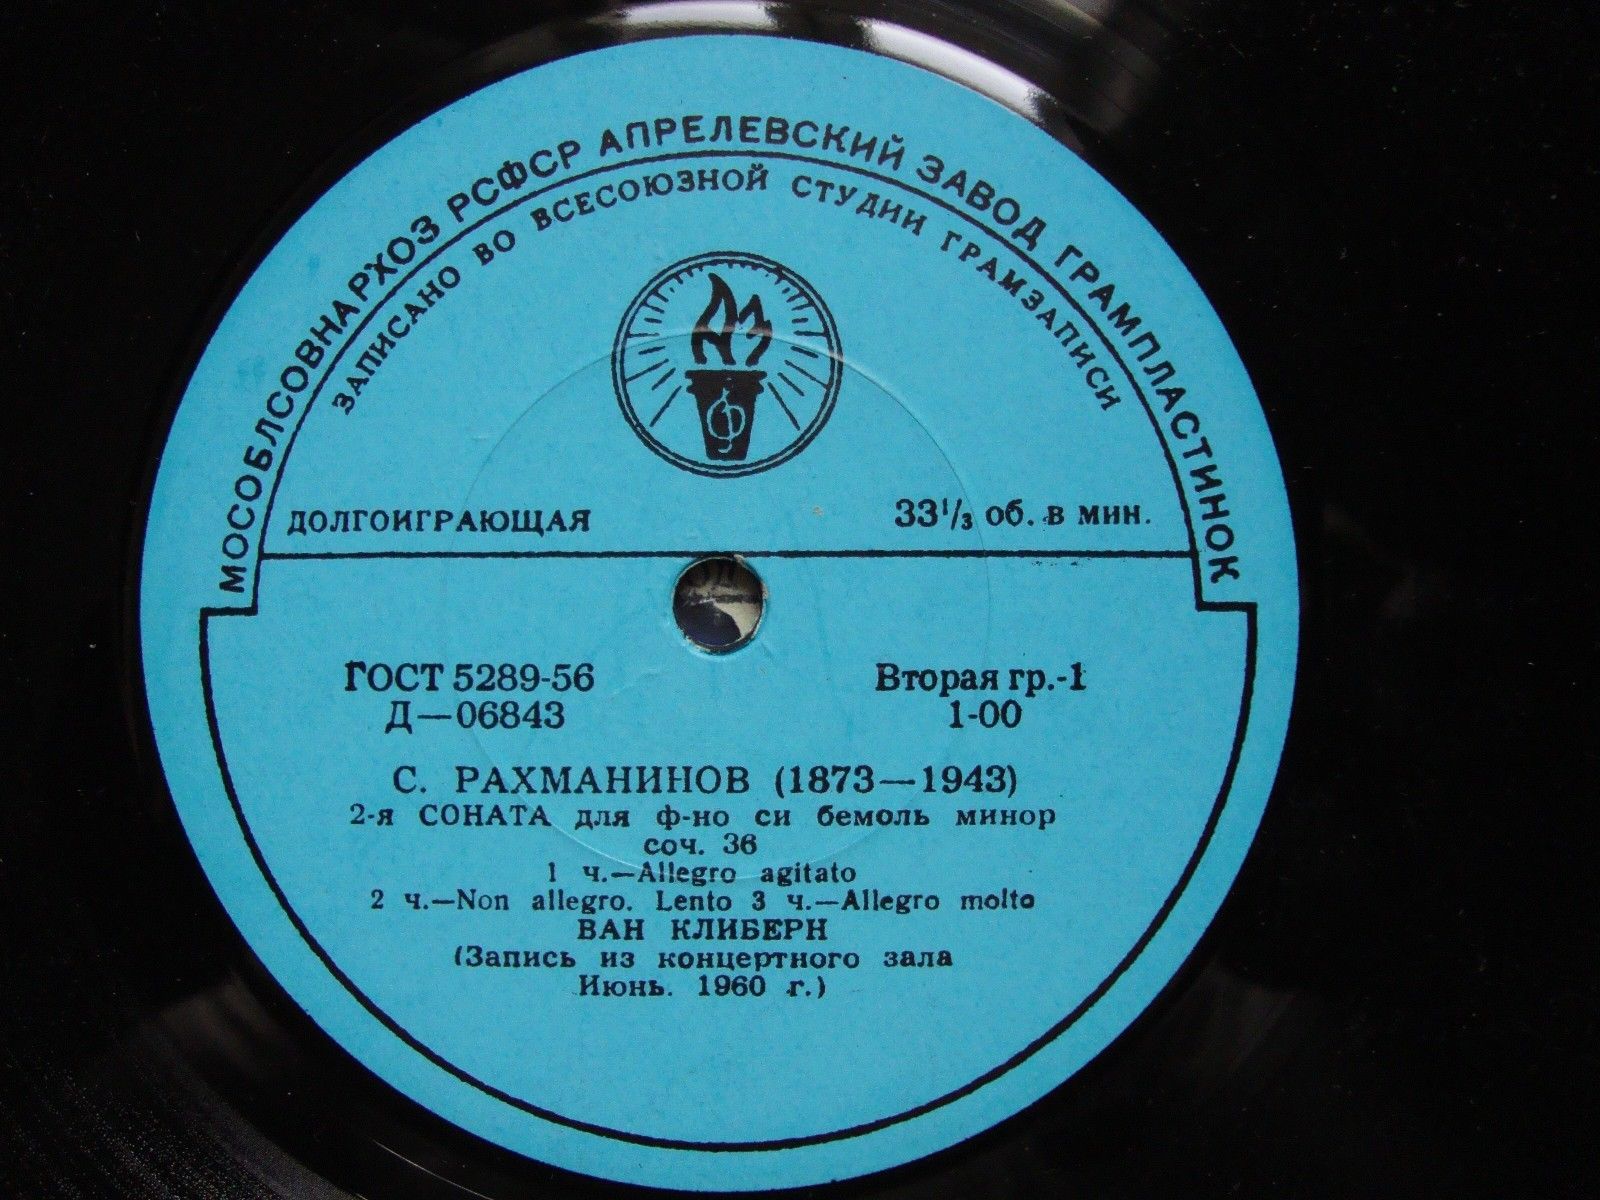 МОСОБЛСОВНАРХОЗ РСФСР АПРЕЛЕВСКИЙ ЗАВОД ГРАМПЛАСТИНОК
ЗАПИСАНО ВО ВСЕСОЮЗНОЙ СТУДИИ ГРАМЗАПИСИ
ДОЛГОИГРАЮЩАЯ 33 1/3 об. в мин.
ГОСТ 5289-56 Вторая гр.-1
Д—06843 1-00
С. РАХМАНИНОВ (1873—1943)
2-я СОНАТА для ф-но си бемоль минор
соч. 36
1 ч.—Allegro agitato
2 ч.—Non allegro. Lento 3 ч.—Allegro molto
ВАН КЛИБЕРН
(Запись из концертного зала
Июнь. 1960 г.)